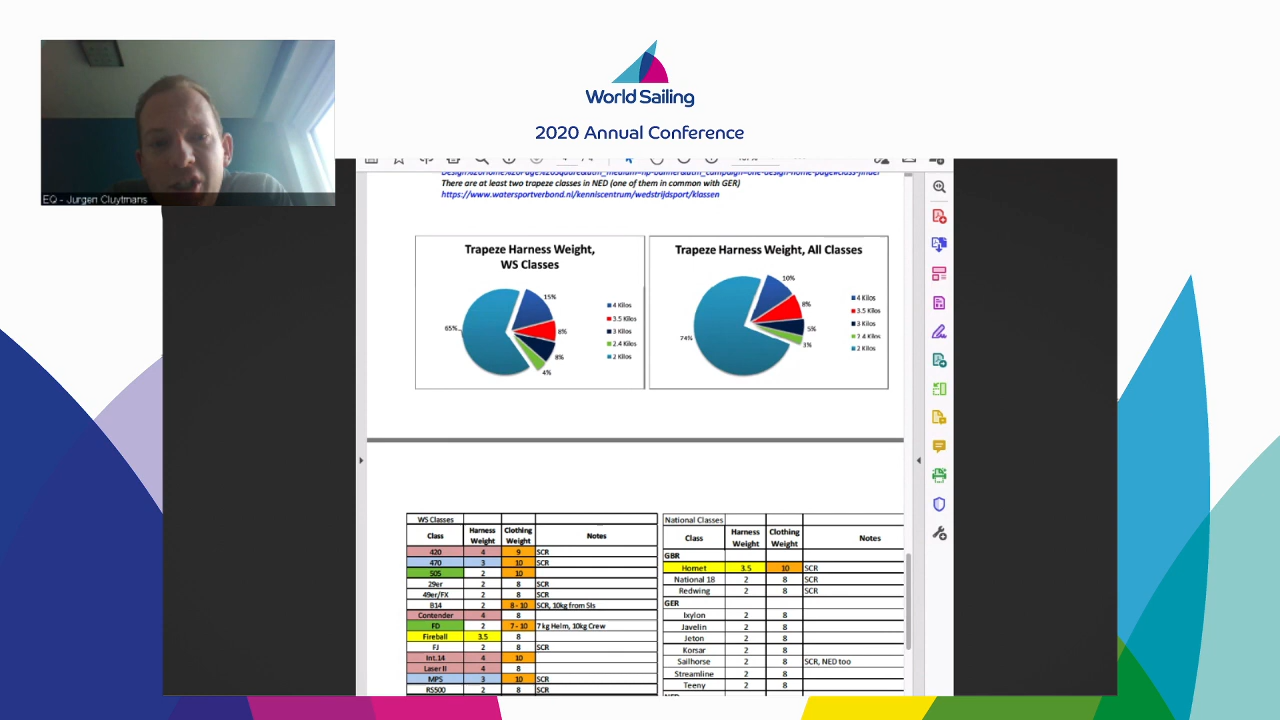 World Sailing
2020 Annual Conference
EQ - Jurgen Cluytmans
There are at least two trapeze classes in NED (one of them in common with GER)
https://www.watersportverbond.nl/kenniscentrum/wedstrijdsport/klassen
Trapeze Harness Weight,
WS Classes
15%
8%
8%
4%
65%
4 Kilos
3.5 Kilos
3 Kilos
2.4 Kilos
2 Kilos
Trapeze Harness Weight, All Classes
10%
8%
5%
3%
74%
4 Kilos
3.5 Kilos
3 Kilos
2.4 Kilos
2 Kilos
WS Classes
Class Harness Weight Clothing Weight Notes
420 4 9 SCR
470 3 10 SCR
505 2 10
29er 2 8 SCR
49er/FX 2 8 SCR
B14 2 8 - 10 SCR, 10kg from SIs
Contender 4 8
FD 2 7 - 10 7 kg Helm, 10kg Crew
Fireball 3.5 8
FJ 2 8 SCR
Int.14 4 10
Laser II 4 8
MPS 3 10 SCR
RS500 2 8 SCR
National Classes
Class Harness Weight Clothing Weight Notes
GBR
Hornet 3.5 10 SCR
National 18 2 8 SCR
Redwing 2 8 SCR
GER
Ixylon 2 8
Javelin 2 8
Jeton 2 8
Korsar 2 8
Sailhorse 2 8 SCR, NED too
Streamline 2 8
Teeny 2 8